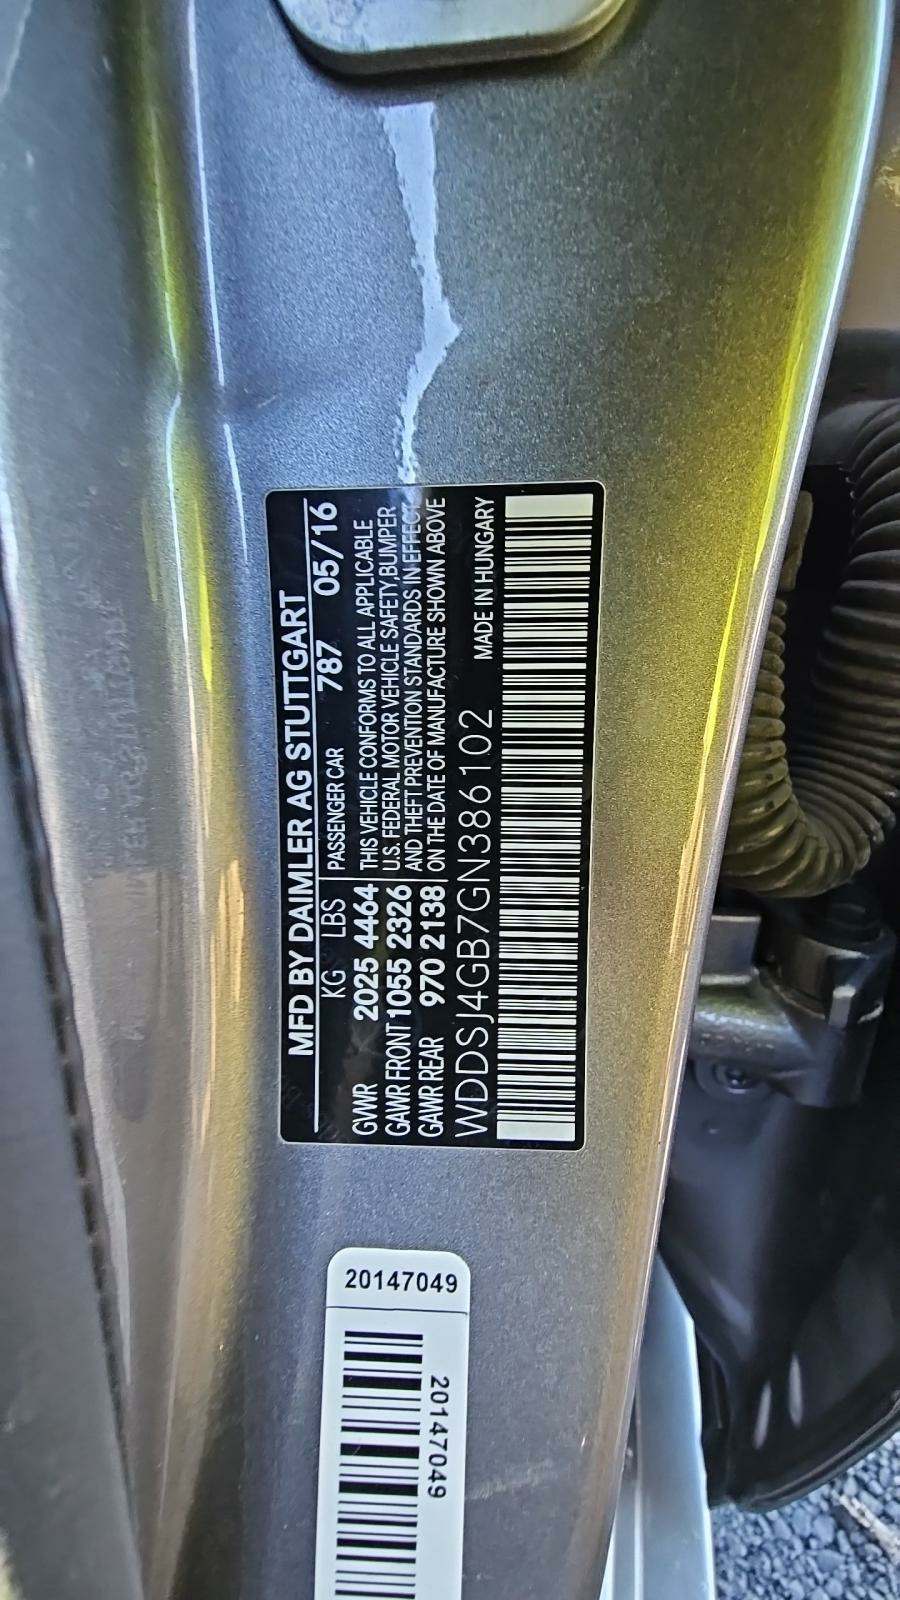 MFD BY DAIMLER AG STUTTGART
KG LBS PASSENGER CAR 787 05/16
GVWR 2025 4464 THIS VEHICLE CONFORMS TO ALL APPLICABLE
GAWR FRONT 1055 2326 U.S. FEDERAL MOTOR VEHICLE SAFETY,BUMPER
GAWR REAR 970 2138 AND THEFT PREVENTION STANDARDS IN EFFECT
ON THE DATE OF MANUFACTURE SHOWN ABOVE
WDDSJ4GB7GN386102 MADE IN HUNGARY
20147049
20147049